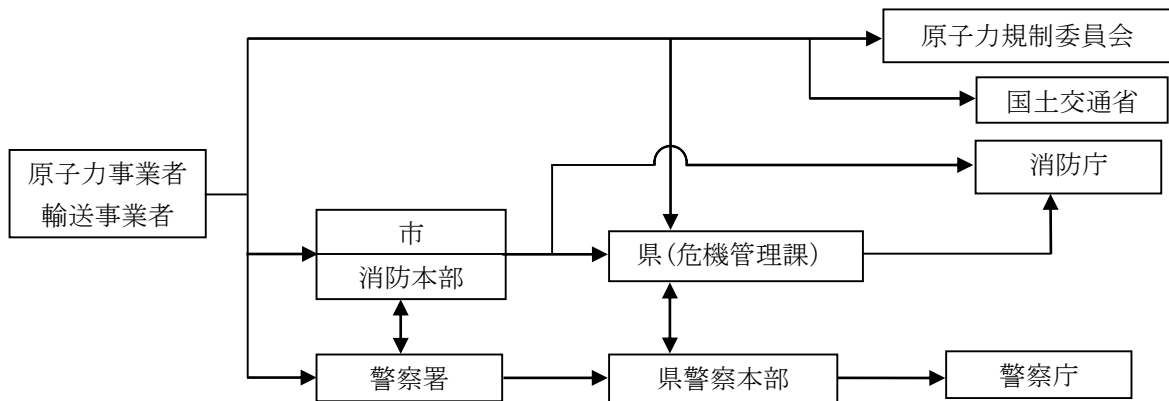 原子力規制委員会
国土交通省
消防庁
原子力事業者
輸送事業者
市
消防本部
県(危機管理課)
警察署
県警察本部
警察庁